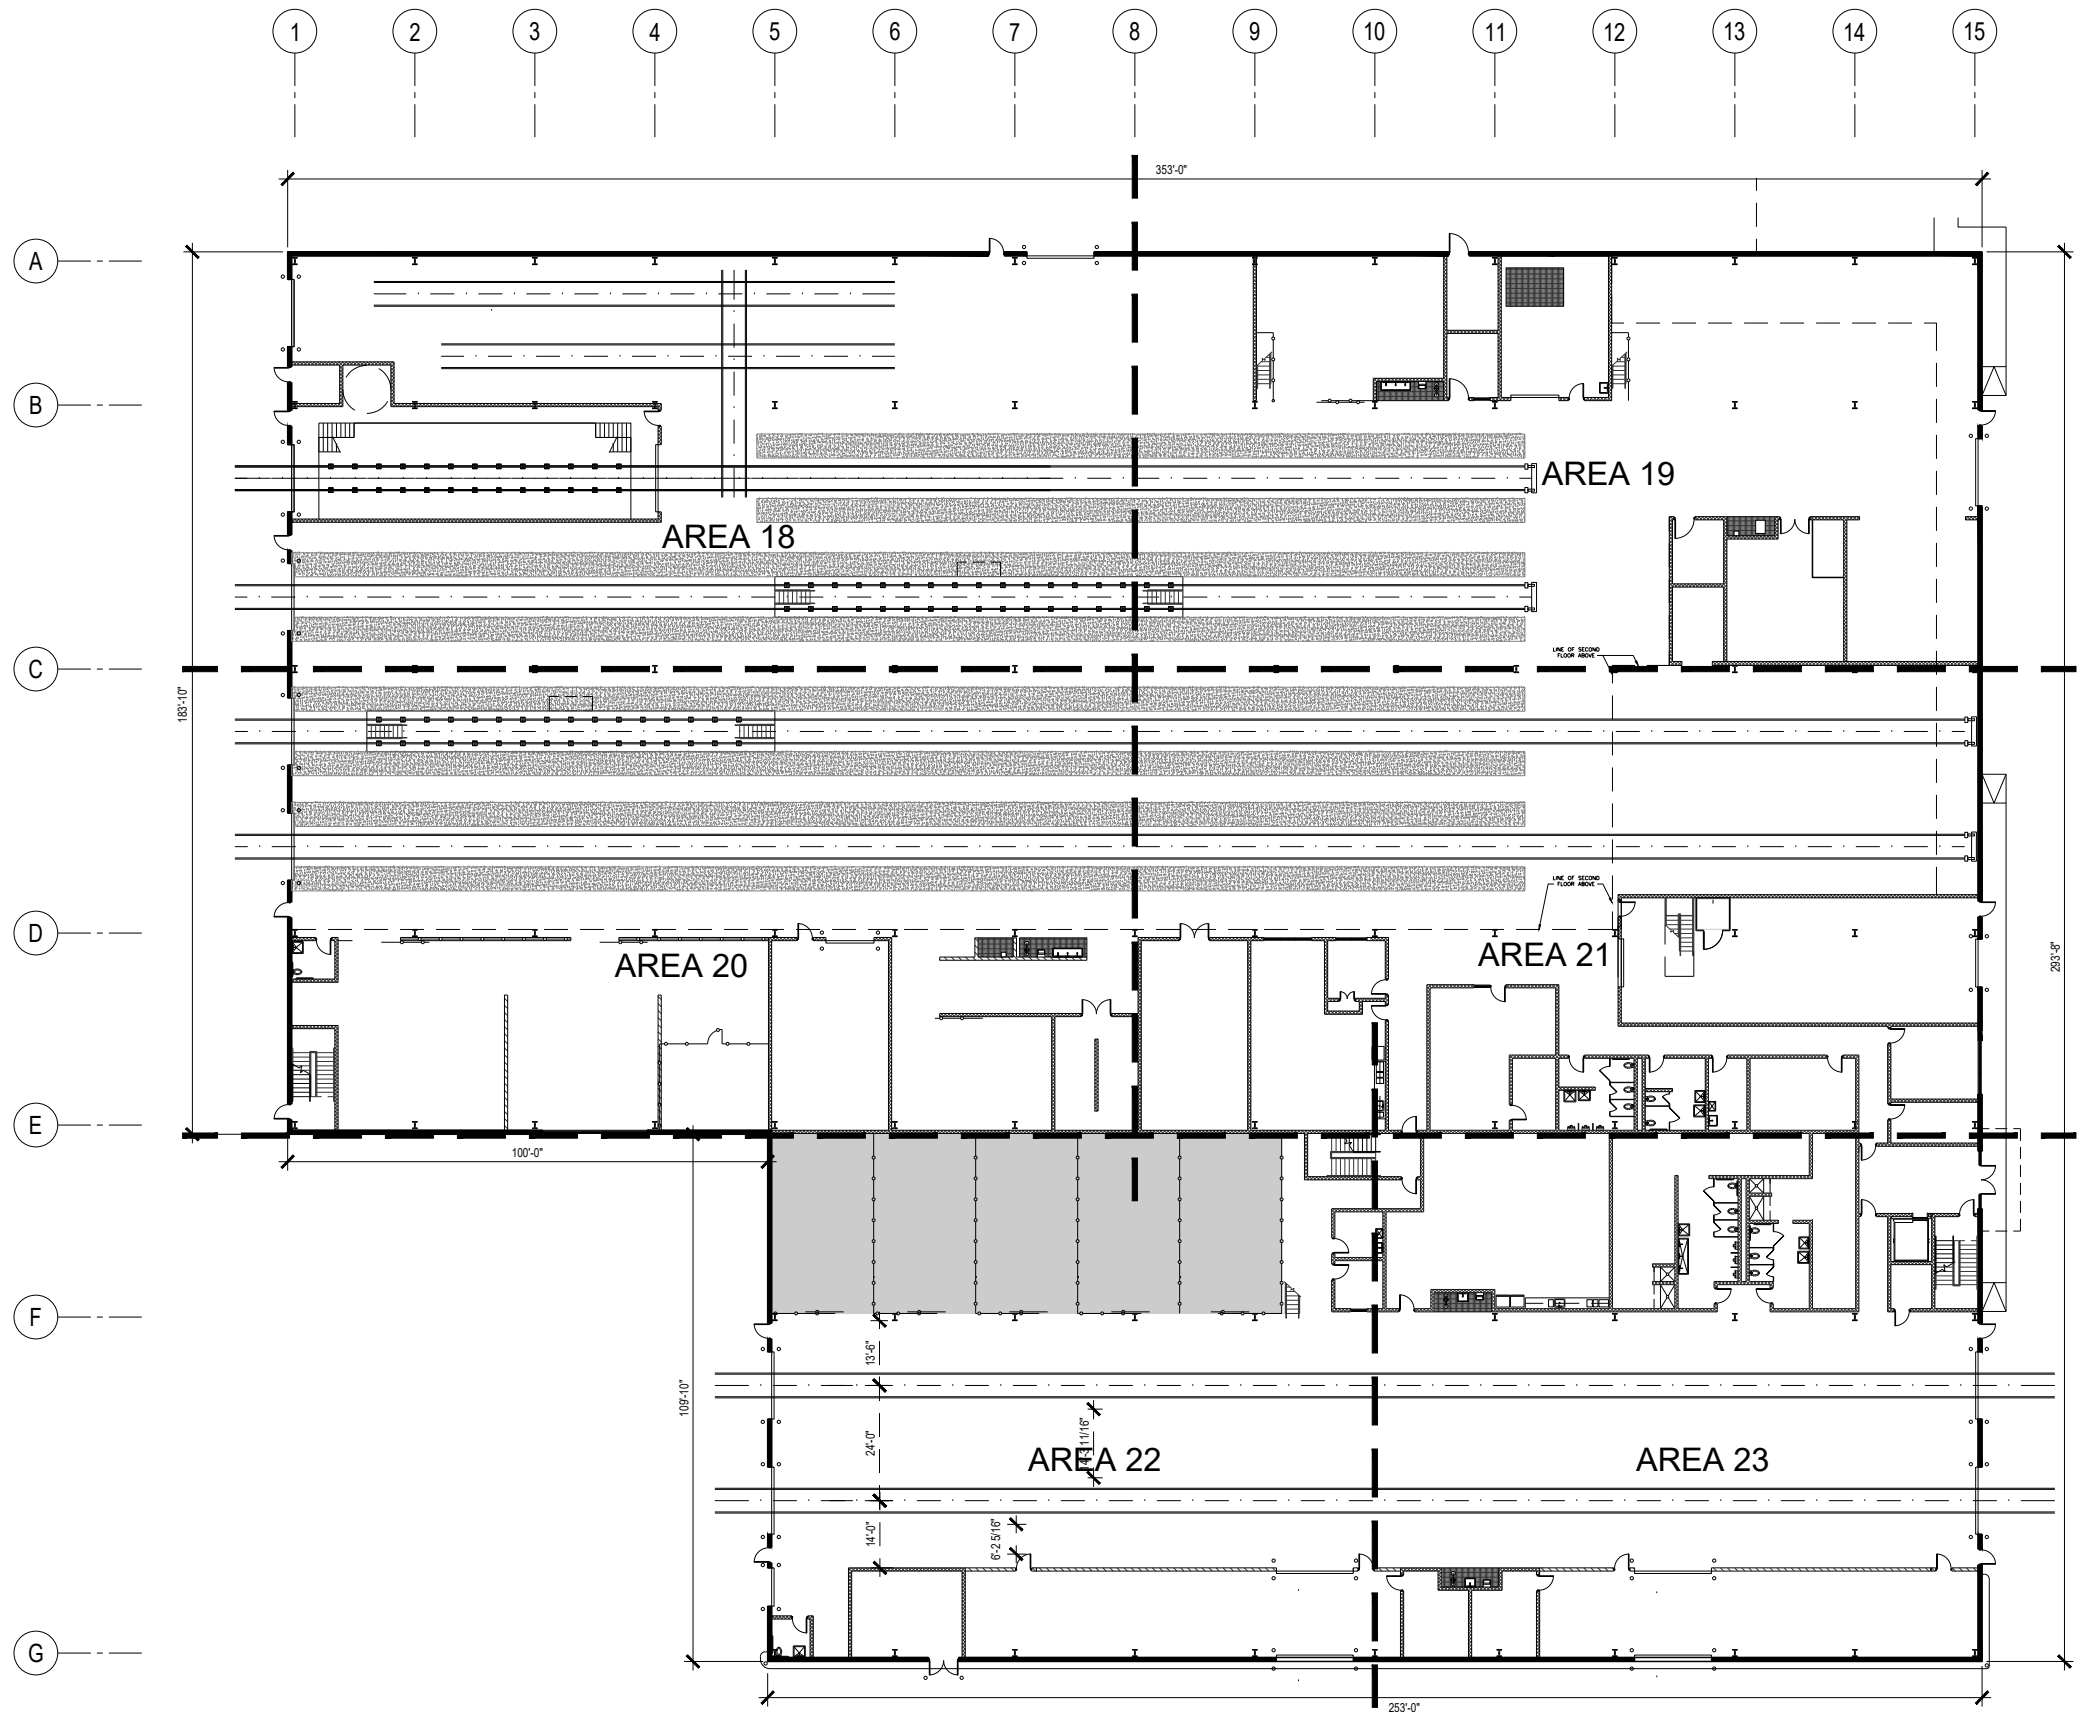 1 2 3 4 5 6 7 8 9 10 11 12 13 14 15
353'-0"
A
B
AREA 19
AREA 18
LINE OF SECOND
FLOOR ABOVE
C
183'-10"
LINE OF SECOND
FLOOR ABOVE
D
AREA 21
AREA 20
293'-8"
E
100'-0"
F
13'-6"
109'-10"
24'-0"
AREA 22
AREA 23
14'-0"
6'-2 5/16"
G
253'-0"